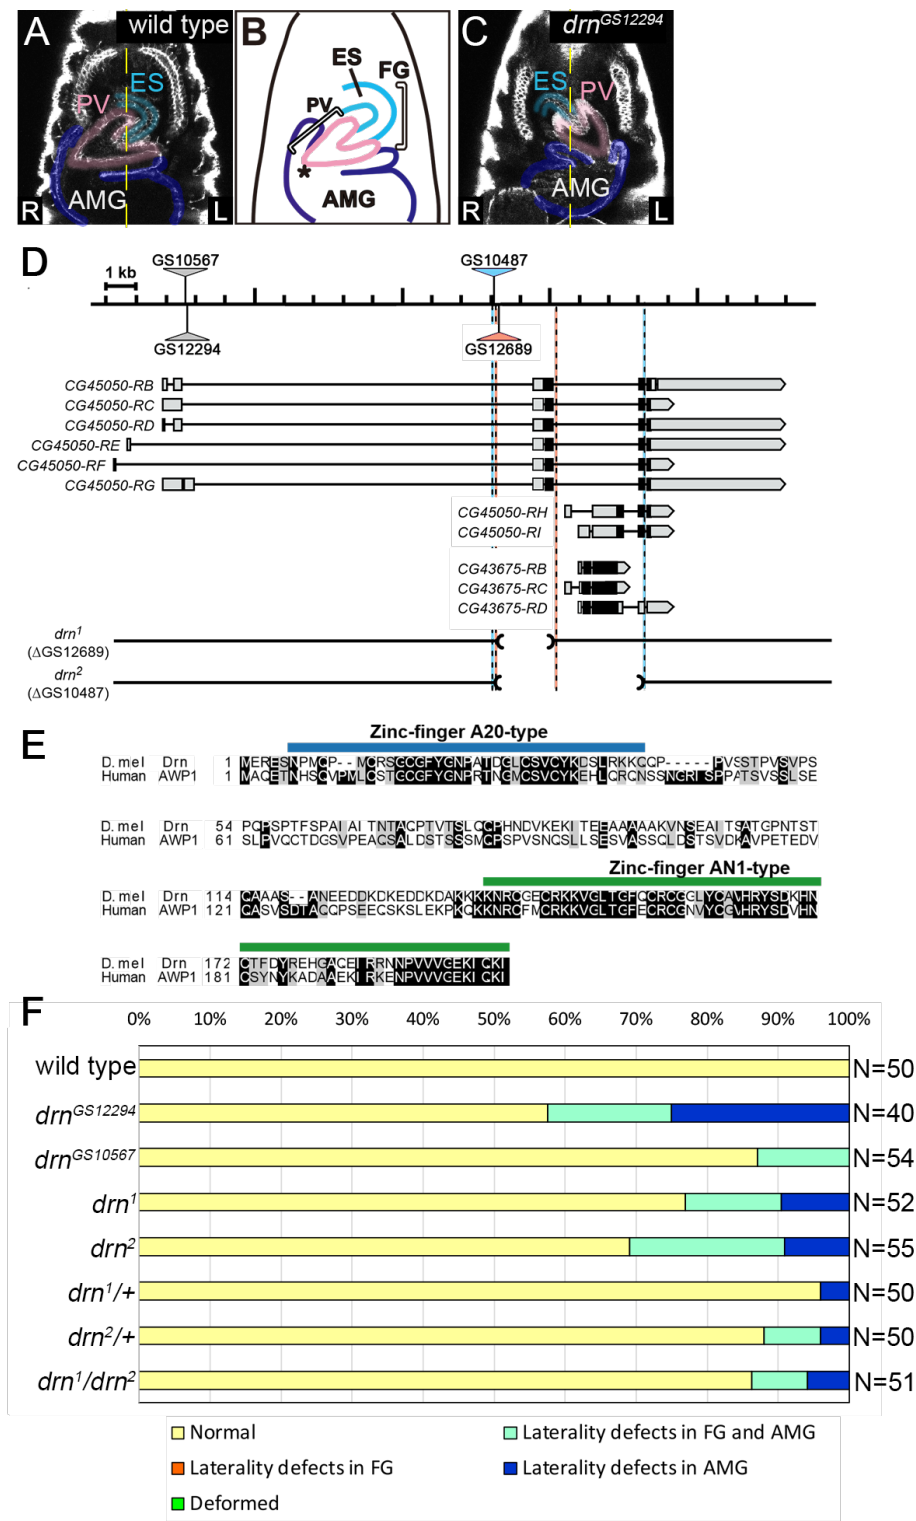 A wild type
ES
PV
AMG
R L
B
ES
FG
PV
*
AMG
C drnGS12294
ES PV
AMG
R L
D
1 kb
GS10567
GS10487
GS12294
GS12689
CG45050-RB
CG45050-RC
CG45050-RD
CG45050-RE
CG45050-RF
CG45050-RG
CG45050-RH
CG45050-RI
CG43675-RB
CG43675-RC
CG43675-RD
drn1
(ΔGS12689)
drn2
(ΔGS10487)
E
Zinc-finger A20-type
D. mel Drn 1
Human AWP1 1
D. mel Drn 54
Human AWP1 61
Zinc-finger AN1-type
D. mel Drn 114
Human AWP1 121
D. mel Drn 172
Human AWP1 181
F
0% 10% 20% 30% 40% 50% 60% 70% 80% 90% 100%
wild type N=50
drnGS12294 N=40
drnGS10567 N=54
drn1 N=52
drn2 N=55
drn1/+ N=50
drn2/+ N=50
drn1/drn2 N=51
Normal
Laterality defects in FG and AMG
Laterality defects in FG
Laterality defects in AMG
Deformed